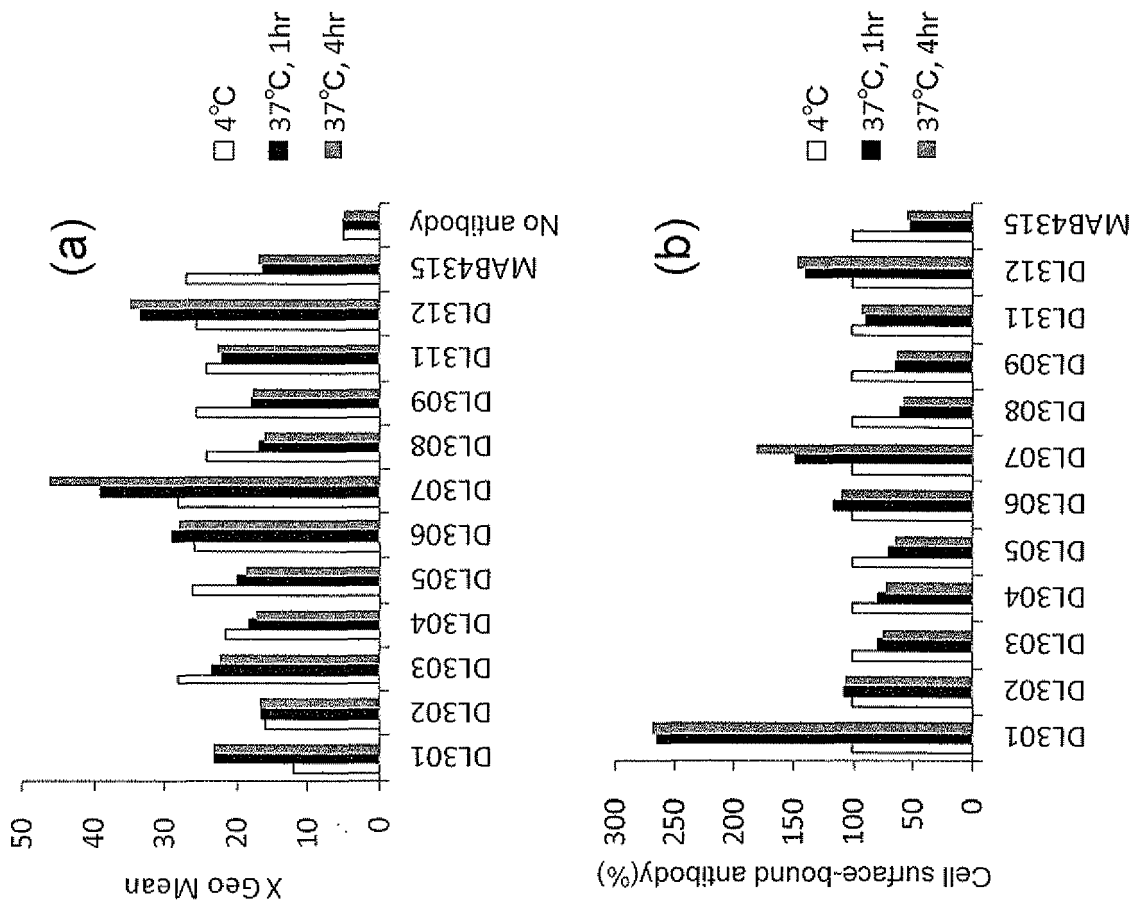 (a)
X Geo Mean
50
40
30
20
10
0
DL301
DL302
DL303
DL304
DL305
DL306
DL307
DL308
DL309
DL311
DL312
MAB4315
No antibody
4°C
37°C, 1hr
37°C, 4hr
(b)
Cell surface-bound antibody(%)
300
250
200
150
100
50
0
DL301
DL302
DL303
DL304
DL305
DL306
DL307
DL308
DL309
DL311
DL312
MAB4315
4°C
37°C, 1hr
37°C, 4hr